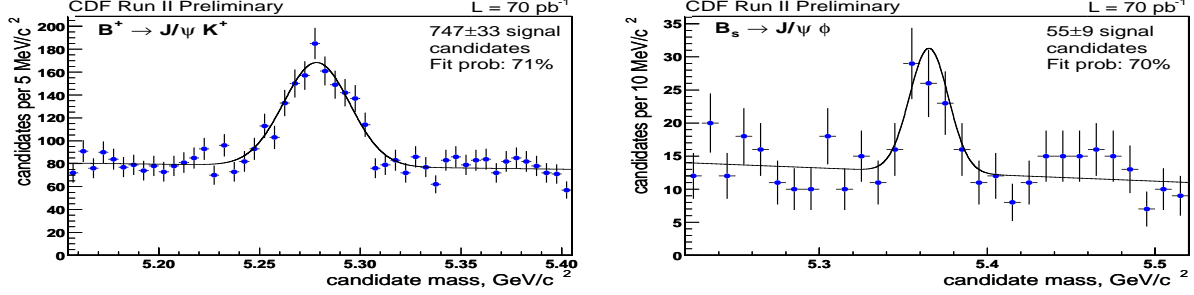 CDF Run II Preliminary L = 70 pb⁻¹
B⁺ → J/ψ K⁺
747±33 signal
candidates
Fit prob: 71%
candidates per 5 MeV/c²
200
180
160
140
120
100
80
60
40
20
0
5.20 5.25 5.30 5.35 5.40
candidate mass, GeV/c²
CDF Run II Preliminary L = 70 pb⁻¹
Bₛ → J/ψ φ
55±9 signal
candidates
Fit prob: 70%
candidates per 10 MeV/c²
35
30
25
20
15
10
5
0
5.3 5.4 5.5
candidate mass, GeV/c²